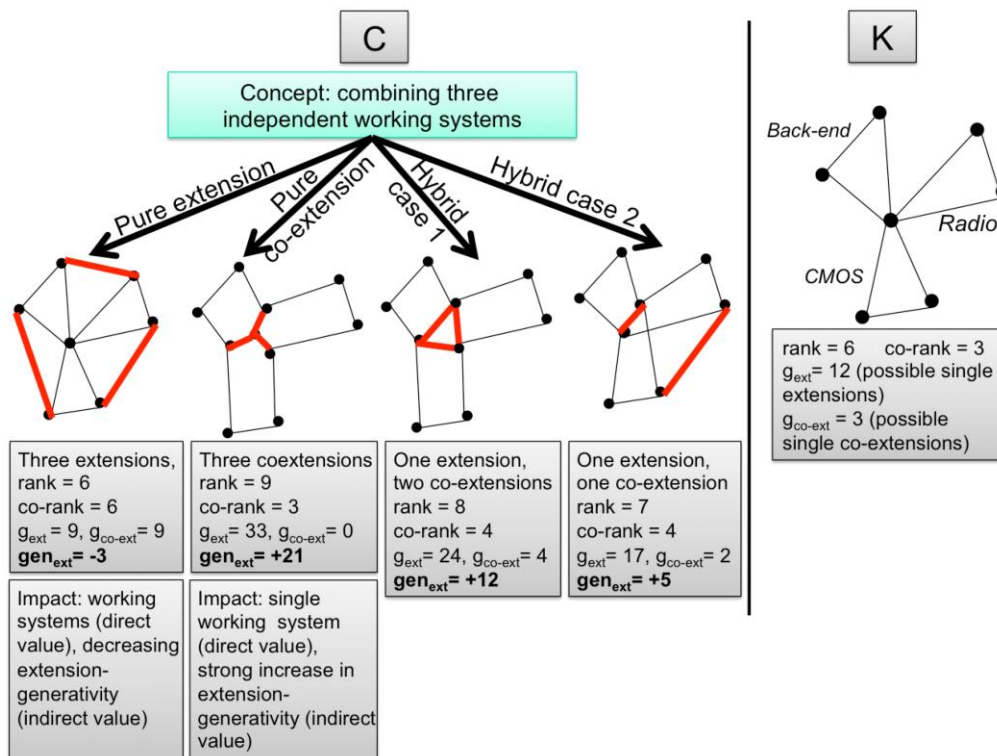 C
K
Concept: combining three
independent working systems
Pure extension
Pure
co-extension
Hybrid
case 1
Hybrid case 2
Back-end
Radio
CMOS
Three extensions,
rank = 6
co-rank = 6
gext = 9, gco-ext = 9
genext= -3
Three coextensions
rank = 9
co-rank = 3
gext= 33, gco-ext= 0
genext= +21
One extension,
two co-extensions
rank = 8
co-rank = 4
gext= 24, gco-ext= 4
genext= +12
One extension,
one co-extension
rank = 7
co-rank = 4
gext= 17, gco-ext= 2
genext= +5
rank = 6 co-rank = 3
gext= 12 (possible single
extensions)
gco-ext = 3 (possible
single co-extensions)
Impact: working
systems (direct
value), decreasing
extension-
generativity
(indirect value)
Impact: single
working system
(direct value),
strong increase in
extension-
generativity (indirect
value)